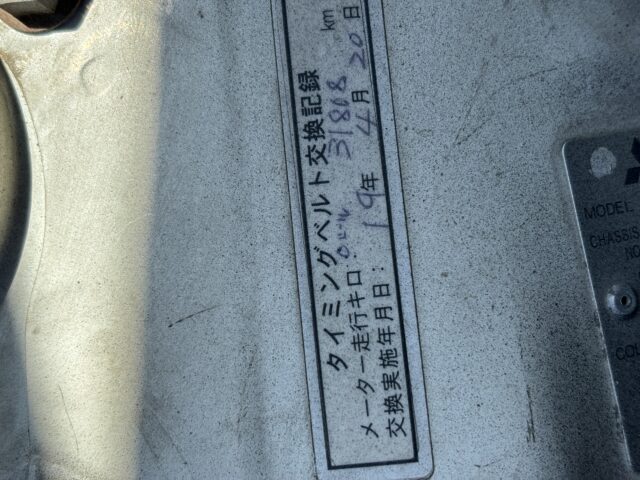 タイミングベルト交換記録
メーター走行キロ: 31808 km
交換実施年月日: 19年 4月 20日
MODEL
CHASSIS
NO